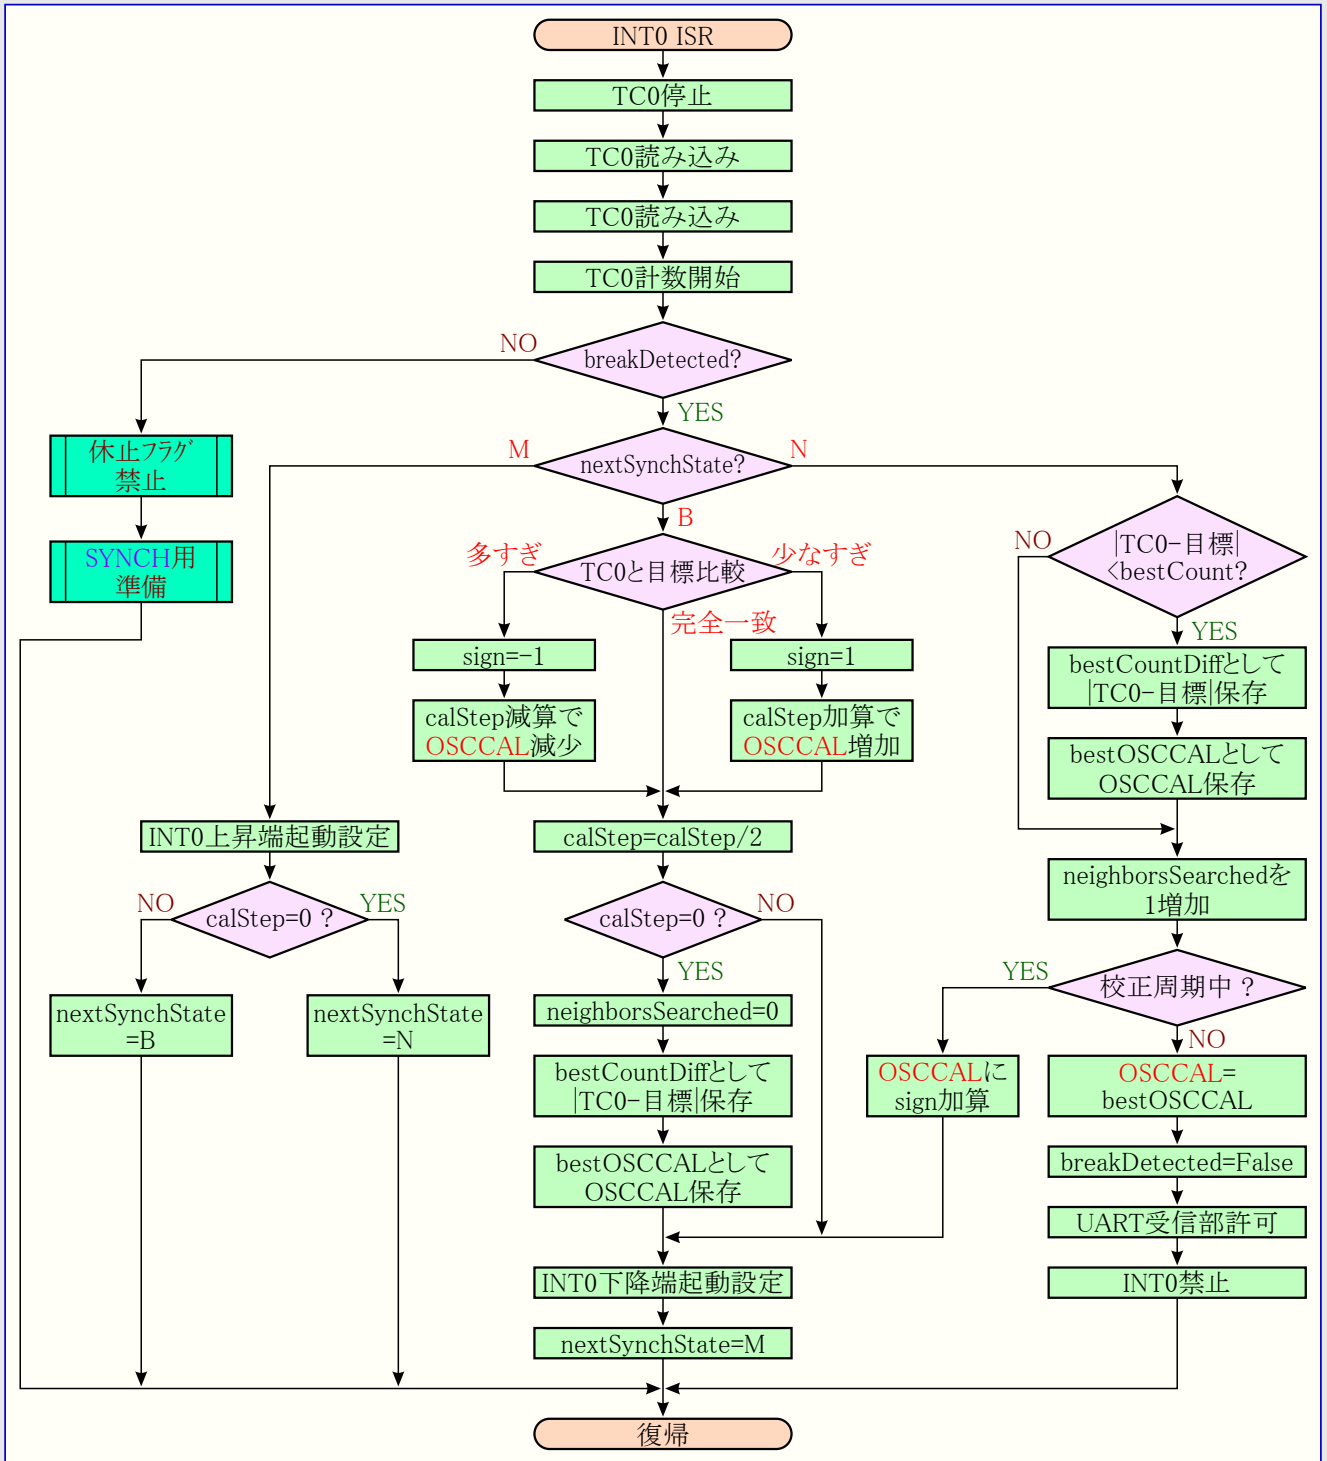 INT0 ISR
TC0停止
TC0読み込み
TC0読み込み
TC0計数開始
NO
breakDetected?
YES
休止フラグ
禁止
M
nextSynchState?
N
B
SYNCH用
準備
多すぎ
TC0と目標比較
少なすぎ
完全一致
NO
|TC0-目標|
<bestCount?
YES
sign=-1
sign=1
bestCountDiffとして
|TC0-目標|保存
calStep減算で
OSCCAL減少
calStep加算で
OSCCAL増加
bestOSCCALとして
OSCCAL保存
INT0上昇端起動設定
calStep=calStep/2
neighborsSearchedを
1増加
NO
calStep=0 ?
YES
calStep=0 ?
NO
YES
YES
校正周期中 ?
NO
nextSynchState
=B
nextSynchState
=N
neighborsSearched=0
bestCountDiffとして
|TC0-目標|保存
OSCCALに
sign加算
OSCCAL=
bestOSCCAL
bestOSCCALとして
OSCCAL保存
breakDetected=False
UART受信部許可
INT0下降端起動設定
INT0禁止
nextSynchState=M
復帰